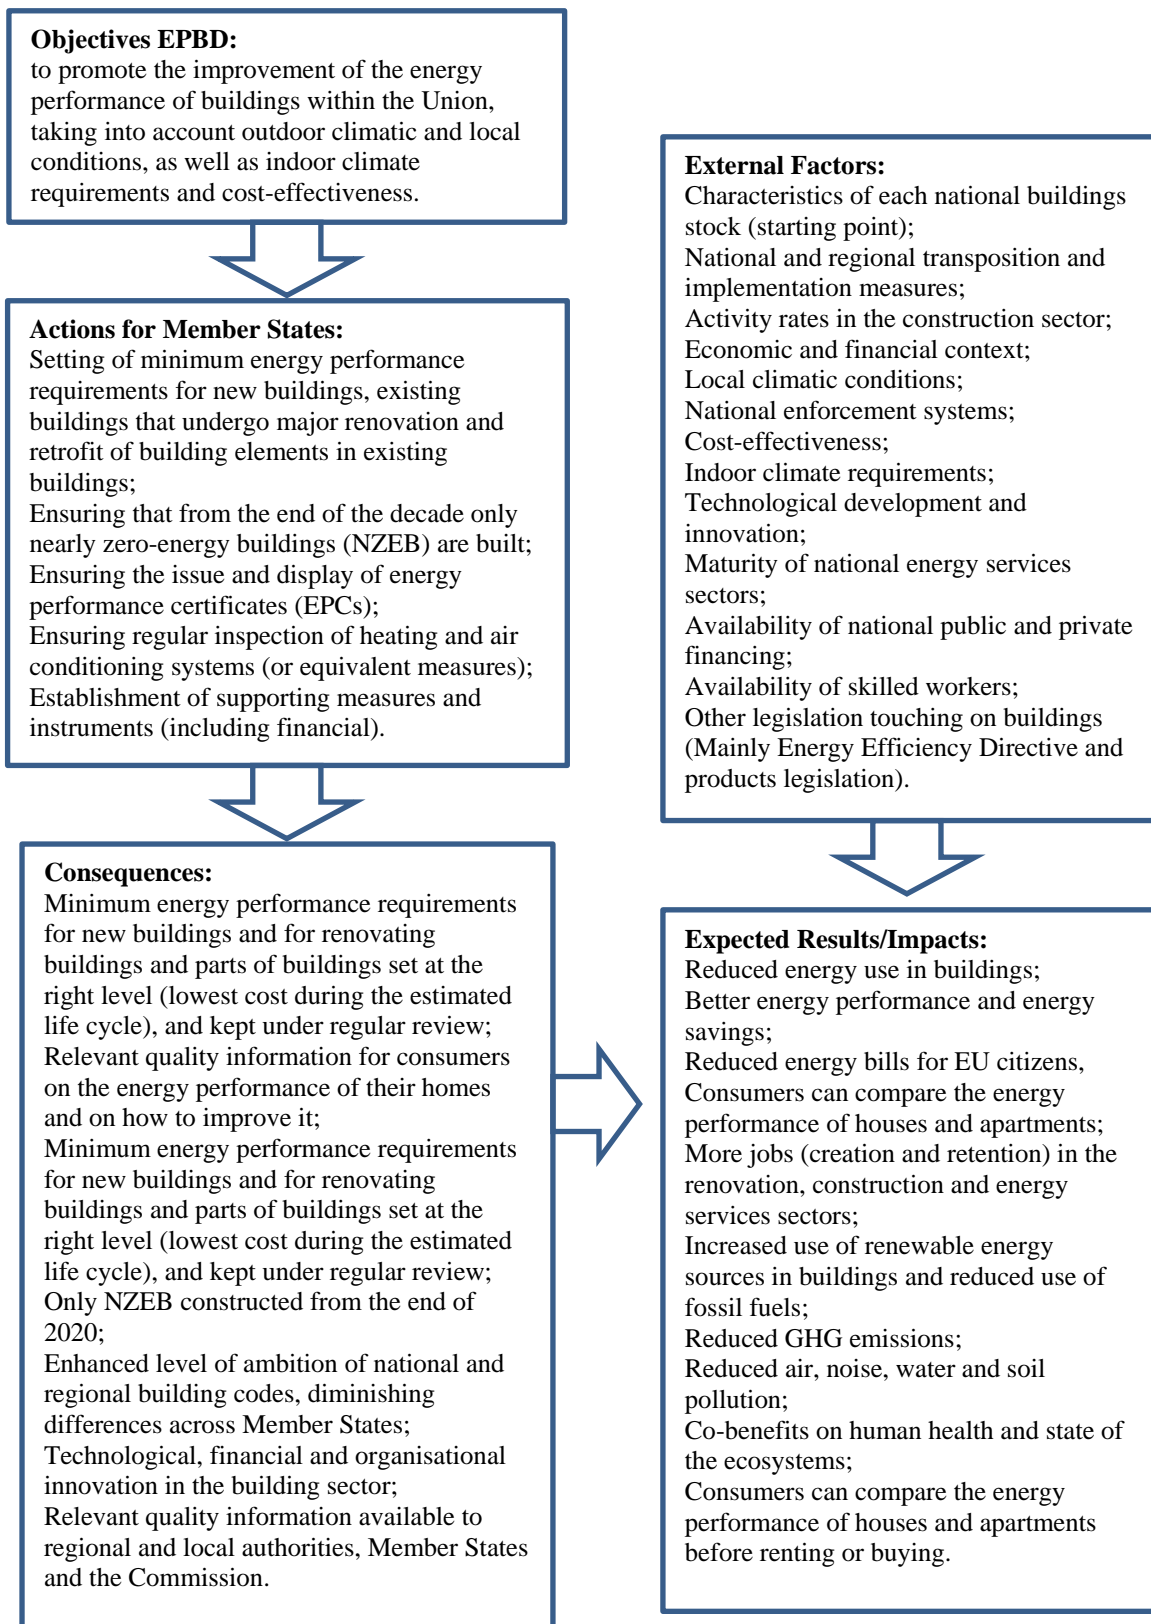 Objectives EPBD:
to promote the improvement of the energy
performance of buildings within the Union,
taking into account outdoor climatic and local
conditions, as well as indoor climate
requirements and cost-effectiveness.
Actions for Member States:
Setting of minimum energy performance
requirements for new buildings, existing
buildings that undergo major renovation and
retrofit of building elements in existing
buildings;
Ensuring that from the end of the decade only
nearly zero-energy buildings (NZEB) are built;
Ensuring the issue and display of energy
performance certificates (EPCs);
Ensuring regular inspection of heating and air
conditioning systems (or equivalent measures);
Establishment of supporting measures and
instruments (including financial).
Consequences:
Minimum energy performance requirements
for new buildings and for renovating
buildings and parts of buildings set at the
right level (lowest cost during the estimated
life cycle), and kept under regular review;
Relevant quality information for consumers
on the energy performance of their homes
and on how to improve it;
Minimum energy performance requirements
for new buildings and for renovating
buildings and parts of buildings set at the
right level (lowest cost during the estimated
life cycle), and kept under regular review;
Only NZEB constructed from the end of
2020;
Enhanced level of ambition of national and
regional building codes, diminishing
differences across Member States;
Technological, financial and organisational
innovation in the building sector;
Relevant quality information available to
regional and local authorities, Member States
and the Commission.
External Factors:
Characteristics of each national buildings
stock (starting point);
National and regional transposition and
implementation measures;
Activity rates in the construction sector;
Economic and financial context;
Local climatic conditions;
National enforcement systems;
Cost-effectiveness;
Indoor climate requirements;
Technological development and
innovation;
Maturity of national energy services
sectors;
Availability of national public and private
financing;
Availability of skilled workers;
Other legislation touching on buildings
(Mainly Energy Efficiency Directive and
products legislation).
Expected Results/Impacts:
Reduced energy use in buildings;
Better energy performance and energy
savings;
Reduced energy bills for EU citizens,
Consumers can compare the energy
performance of houses and apartments;
More jobs (creation and retention) in the
renovation, construction and energy
services sectors;
Increased use of renewable energy
sources in buildings and reduced use of
fossil fuels;
Reduced GHG emissions;
Reduced air, noise, water and soil
pollution;
Co-benefits on human health and state of
the ecosystems;
Consumers can compare the energy
performance of houses and apartments
before renting or buying.